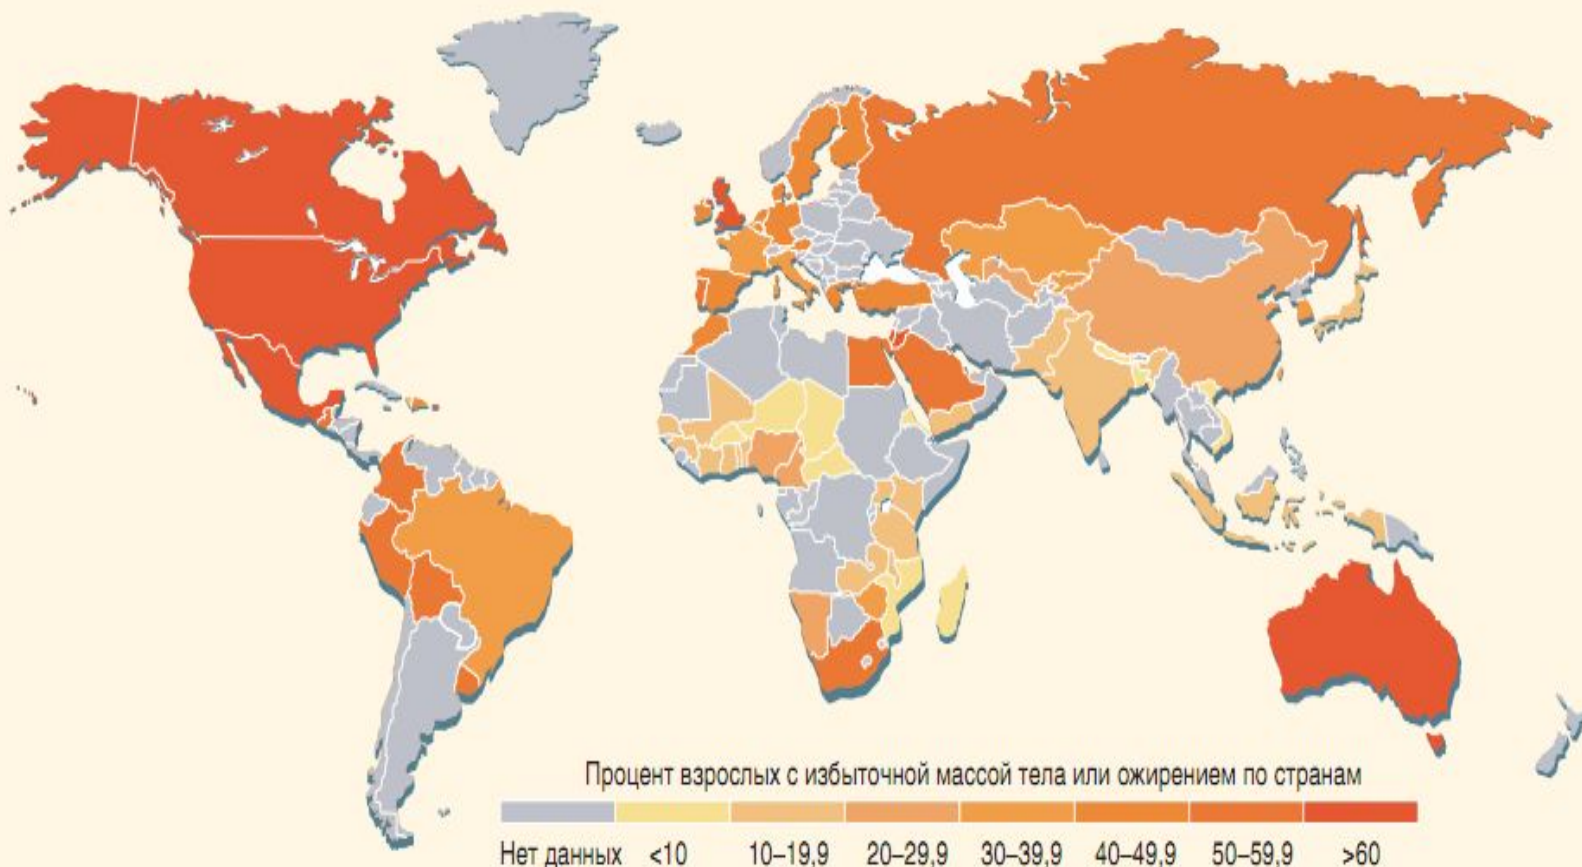 Процент взрослых с избыточной массой тела или ожирением по странам
Нет данных <10 10–19,9 20–29,9 30–39,9 40–49,9 50–59,9 >60